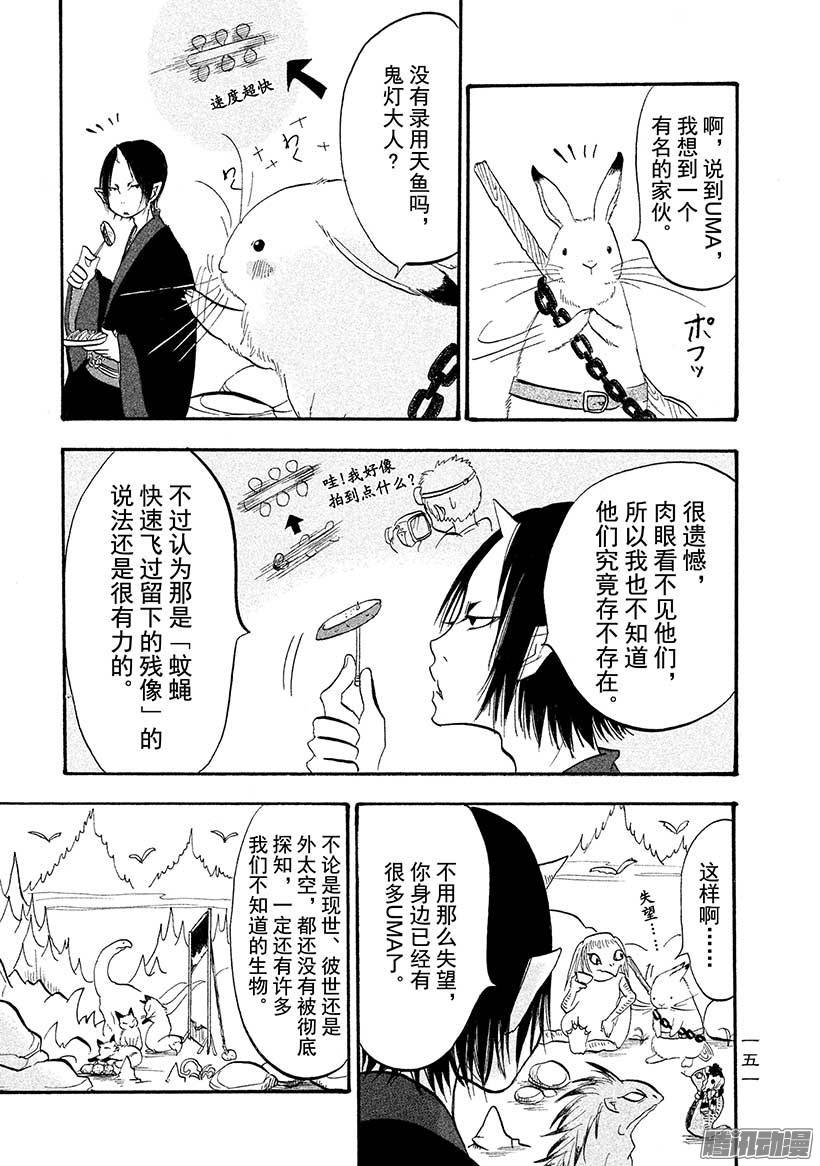 啊，说到UMA，
我想到一个
有名的家伙。
ポフッ
没有录用天鱼吗，
鬼灯大人？
速度超快
わく
わく
很遗憾，
肉眼看不见他们，
所以我也不知道
他们究竟存不存在。
哇！我好像
拍到点什么？
不过认为那是「蚊蝇
快速飞过留下的残像」的
说法还是很有力的。
这样啊……
失望……
不用那么失望，
你身边已经有
很多UMA了。
不论是现世、彼世还是
外太空，都还没有被彻底
探知，一定还有许多
我们不知道的生物。
一五一
腾讯动漫